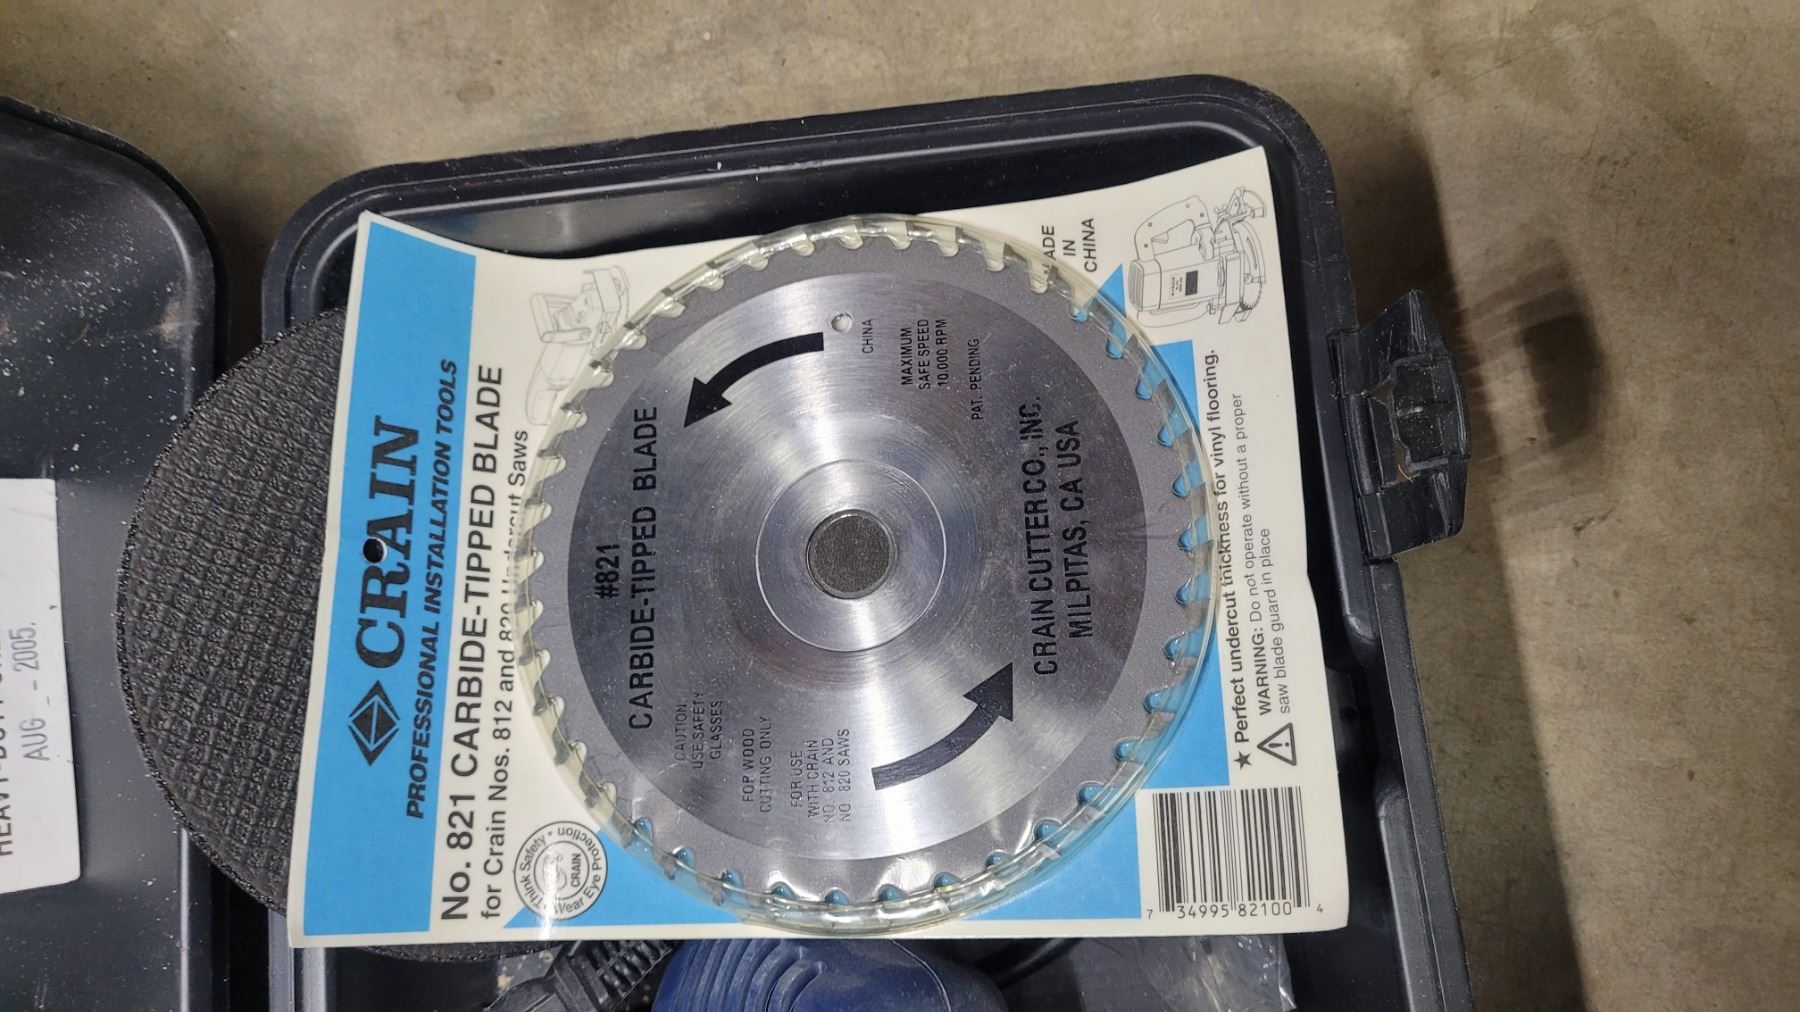 CRAIN
PROFESSIONAL INSTALLATION TOOLS
No. 821 CARBIDE-TIPPED BLADE
for Crain Nos. 812 and 820 Undercut Saws
Think Safety • Wear Eye Protection
CRAIN
#821
CARBIDE-TIPPED BLADE
CAUTION:
USE SAFETY
GLASSES
FOR WOOD
CUTTING ONLY
FOR USE
WITH CRAIN
NO. 812 AND
NO. 820 SAWS
CHINA
MAXIMUM
SAFE SPEED
10,000 RPM
PAT. PENDING
CRAIN CUTTER CO., INC.
MILPITAS, CA USA
ADE
IN
CHINA
★ Perfect undercut thickness for vinyl flooring.
WARNING: Do not operate without a proper
saw blade guard in place
7 34995 82100 4
AUG - 2005.